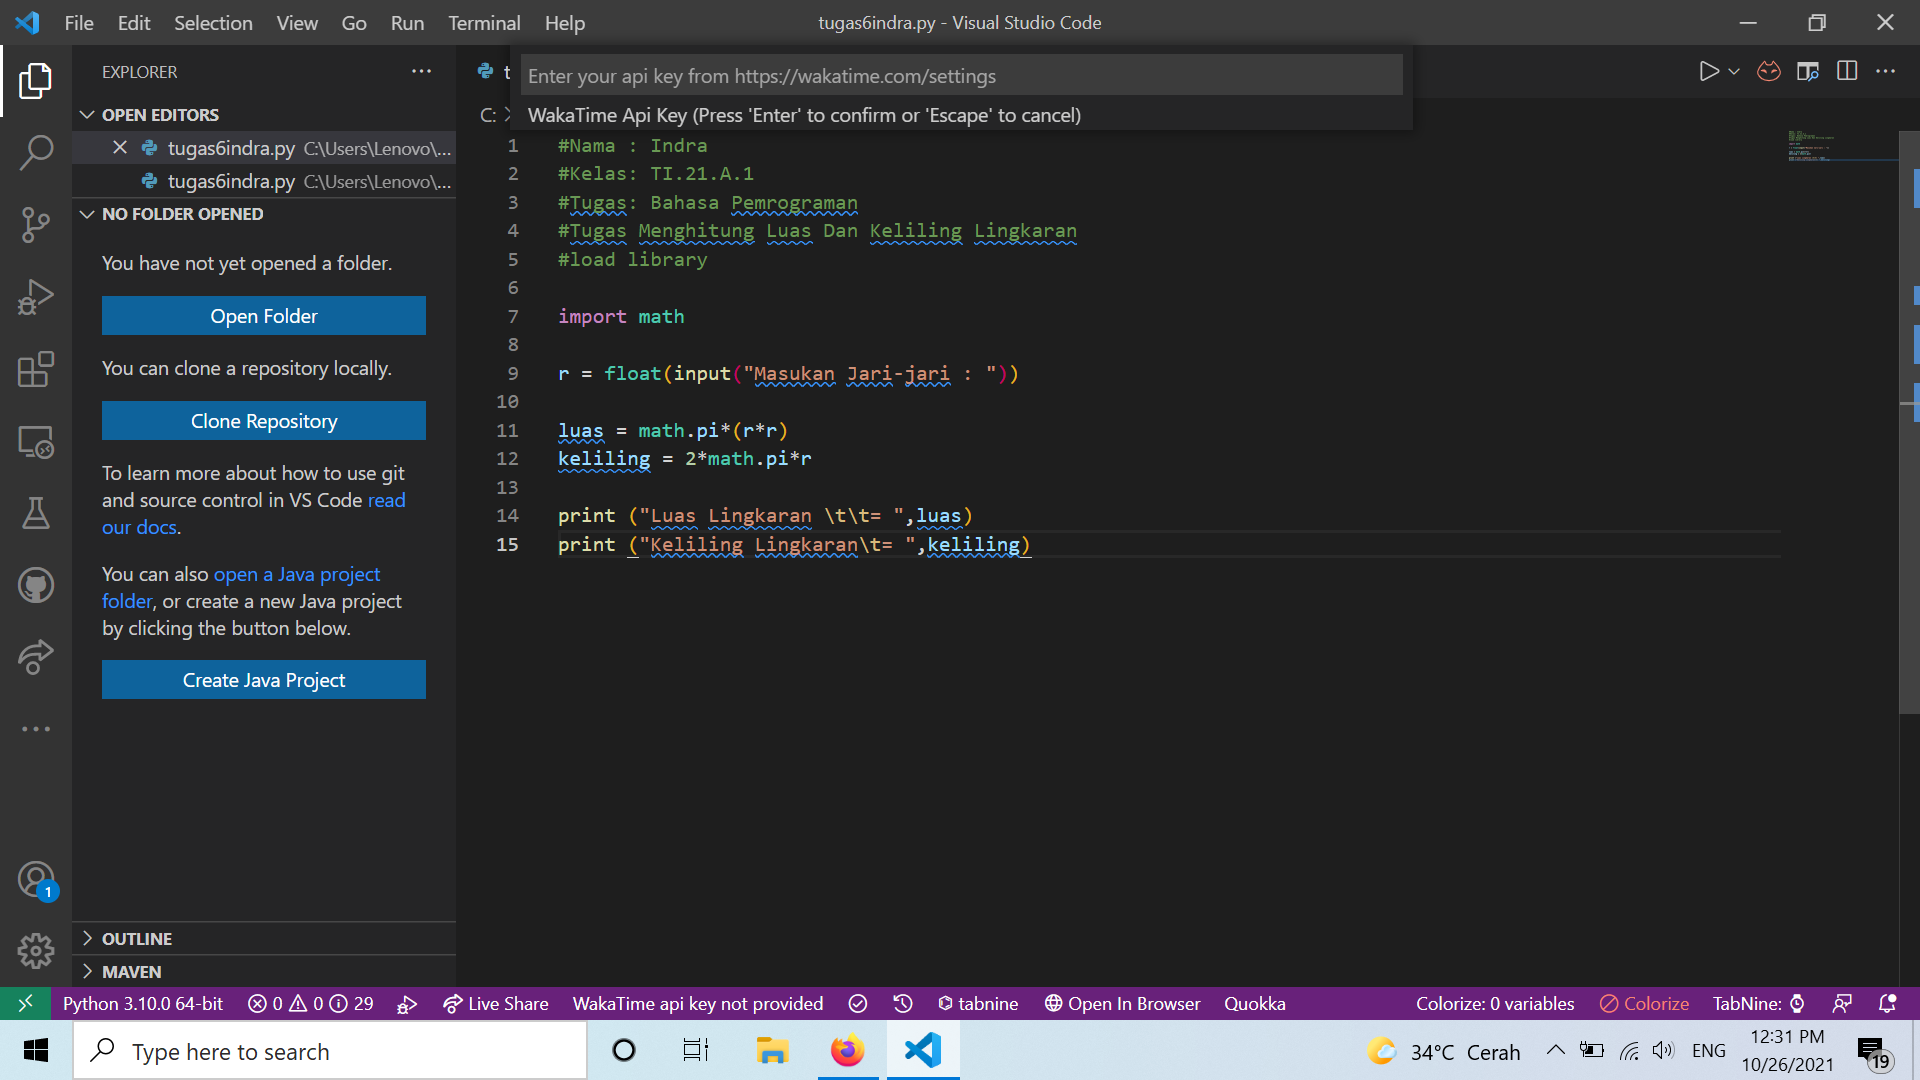 File Edit Selection View Go Run Terminal Help
tugas6indra.py - Visual Studio Code
EXPLORER
OPEN EDITORS
tugas6indra.py C:\Users\Lenovo\...
tugas6indra.py C:\Users\Lenovo\...
NO FOLDER OPENED
You have not yet opened a folder.
Open Folder
You can clone a repository locally.
Clone Repository
To learn more about how to use git
and source control in VS Code read
our docs.
You can also open a Java project
folder, or create a new Java project
by clicking the button below.
Create Java Project
1
OUTLINE
MAVEN
t
Enter your api key from https://wakatime.com/settings
C: >
WakaTime Api Key (Press 'Enter' to confirm or 'Escape' to cancel)
1 #Nama : Indra
2 #Kelas: TI.21.A.1
3 #Tugas: Bahasa Pemrograman
4 #Tugas Menghitung Luas Dan Keliling Lingkaran
5 #load library
6
7 import math
8
9 r = float(input("Masukan Jari-jari : "))
10
11 luas = math.pi*(r*r)
12 keliling = 2*math.pi*r
13
14 print ("Luas Lingkaran \t\t= ",luas)
15 print ("Keliling Lingkaran\t= ",keliling)
Python 3.10.0 64-bit 0 0 29 Live Share WakaTime api key not provided tabnine Open In Browser Quokka Colorize: 0 variables Colorize TabNine:
Type here to search
34°C Cerah
ENG
12:31 PM
10/26/2021
19